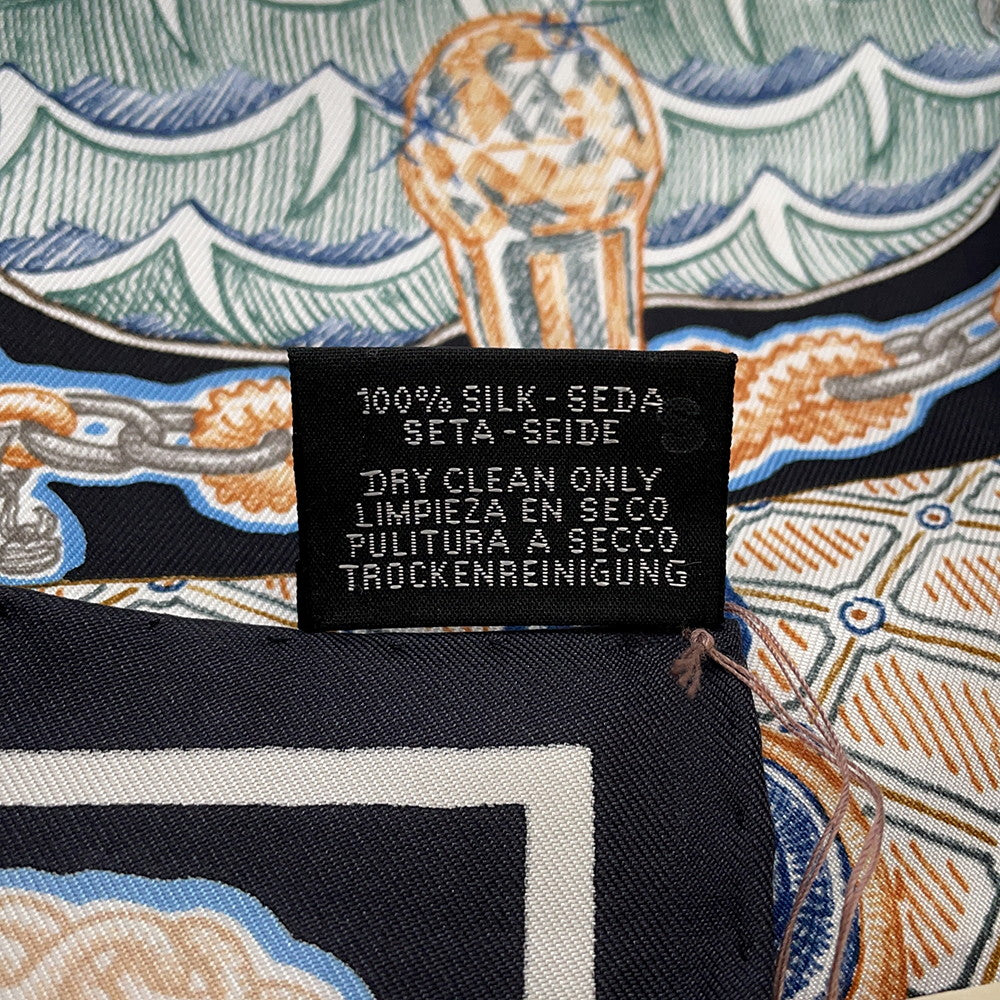 100% SILK - SEDA
SETA - SEIDE
DRY CLEAN ONLY
LIMPIEZA EN SECO
PULITURA A SECCO
TROCKENREINIGUNG